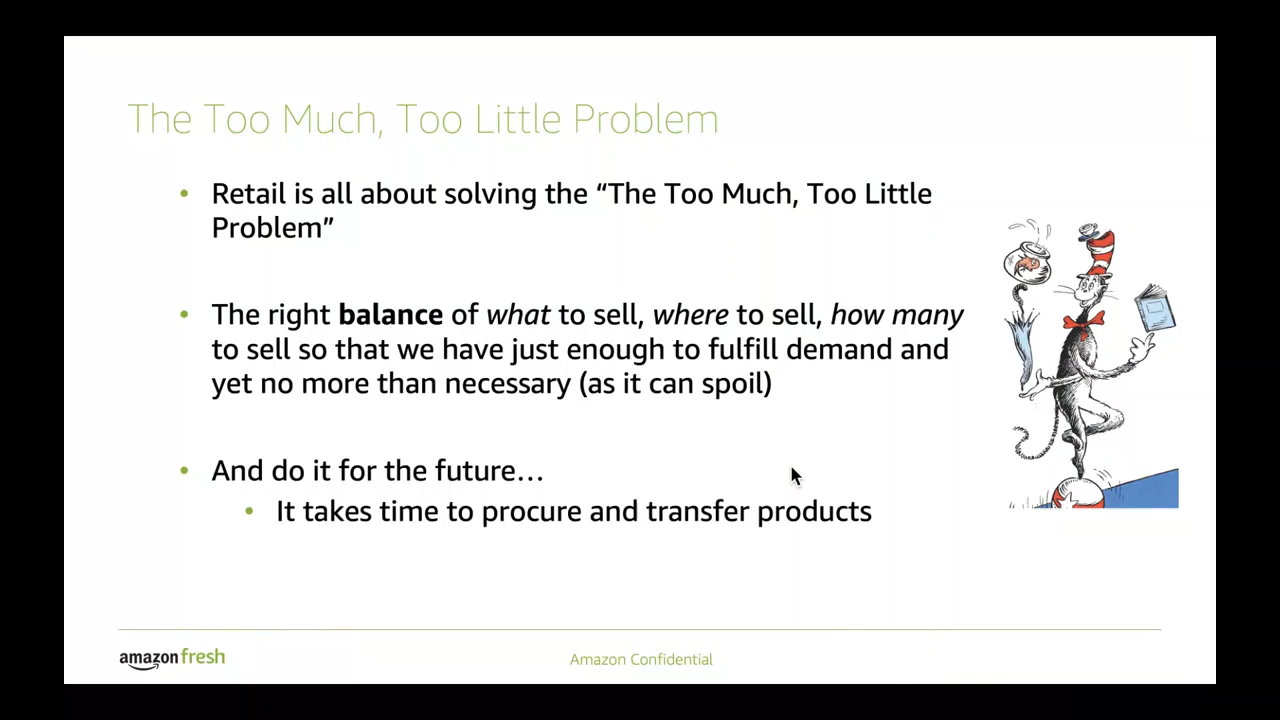 The Too Much, Too Little Problem
• Retail is all about solving the “The Too Much, Too Little
Problem”
• The right balance of what to sell, where to sell, how many
to sell so that we have just enough to fulfill demand and
yet no more than necessary (as it can spoil)
• And do it for the future…
• It takes time to procure and transfer products
amazonfresh
Amazon Confidential